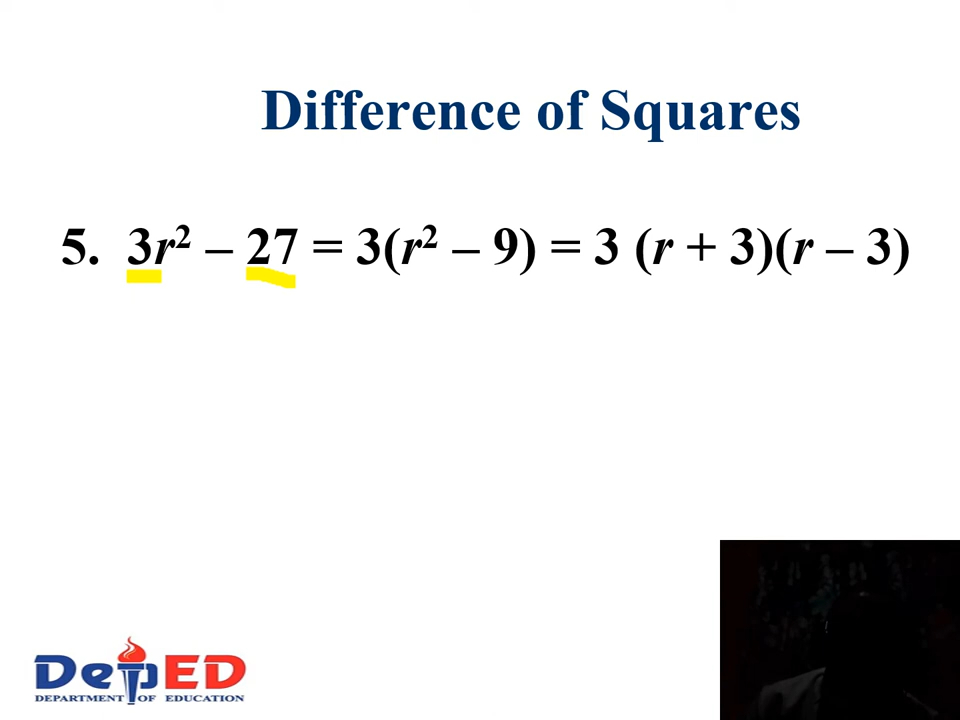 Difference of Squares
5. 3r² – 27 = 3(r² – 9) = 3 (r + 3)(r – 3)
DepED
DEPARTMENT OF EDUCATION